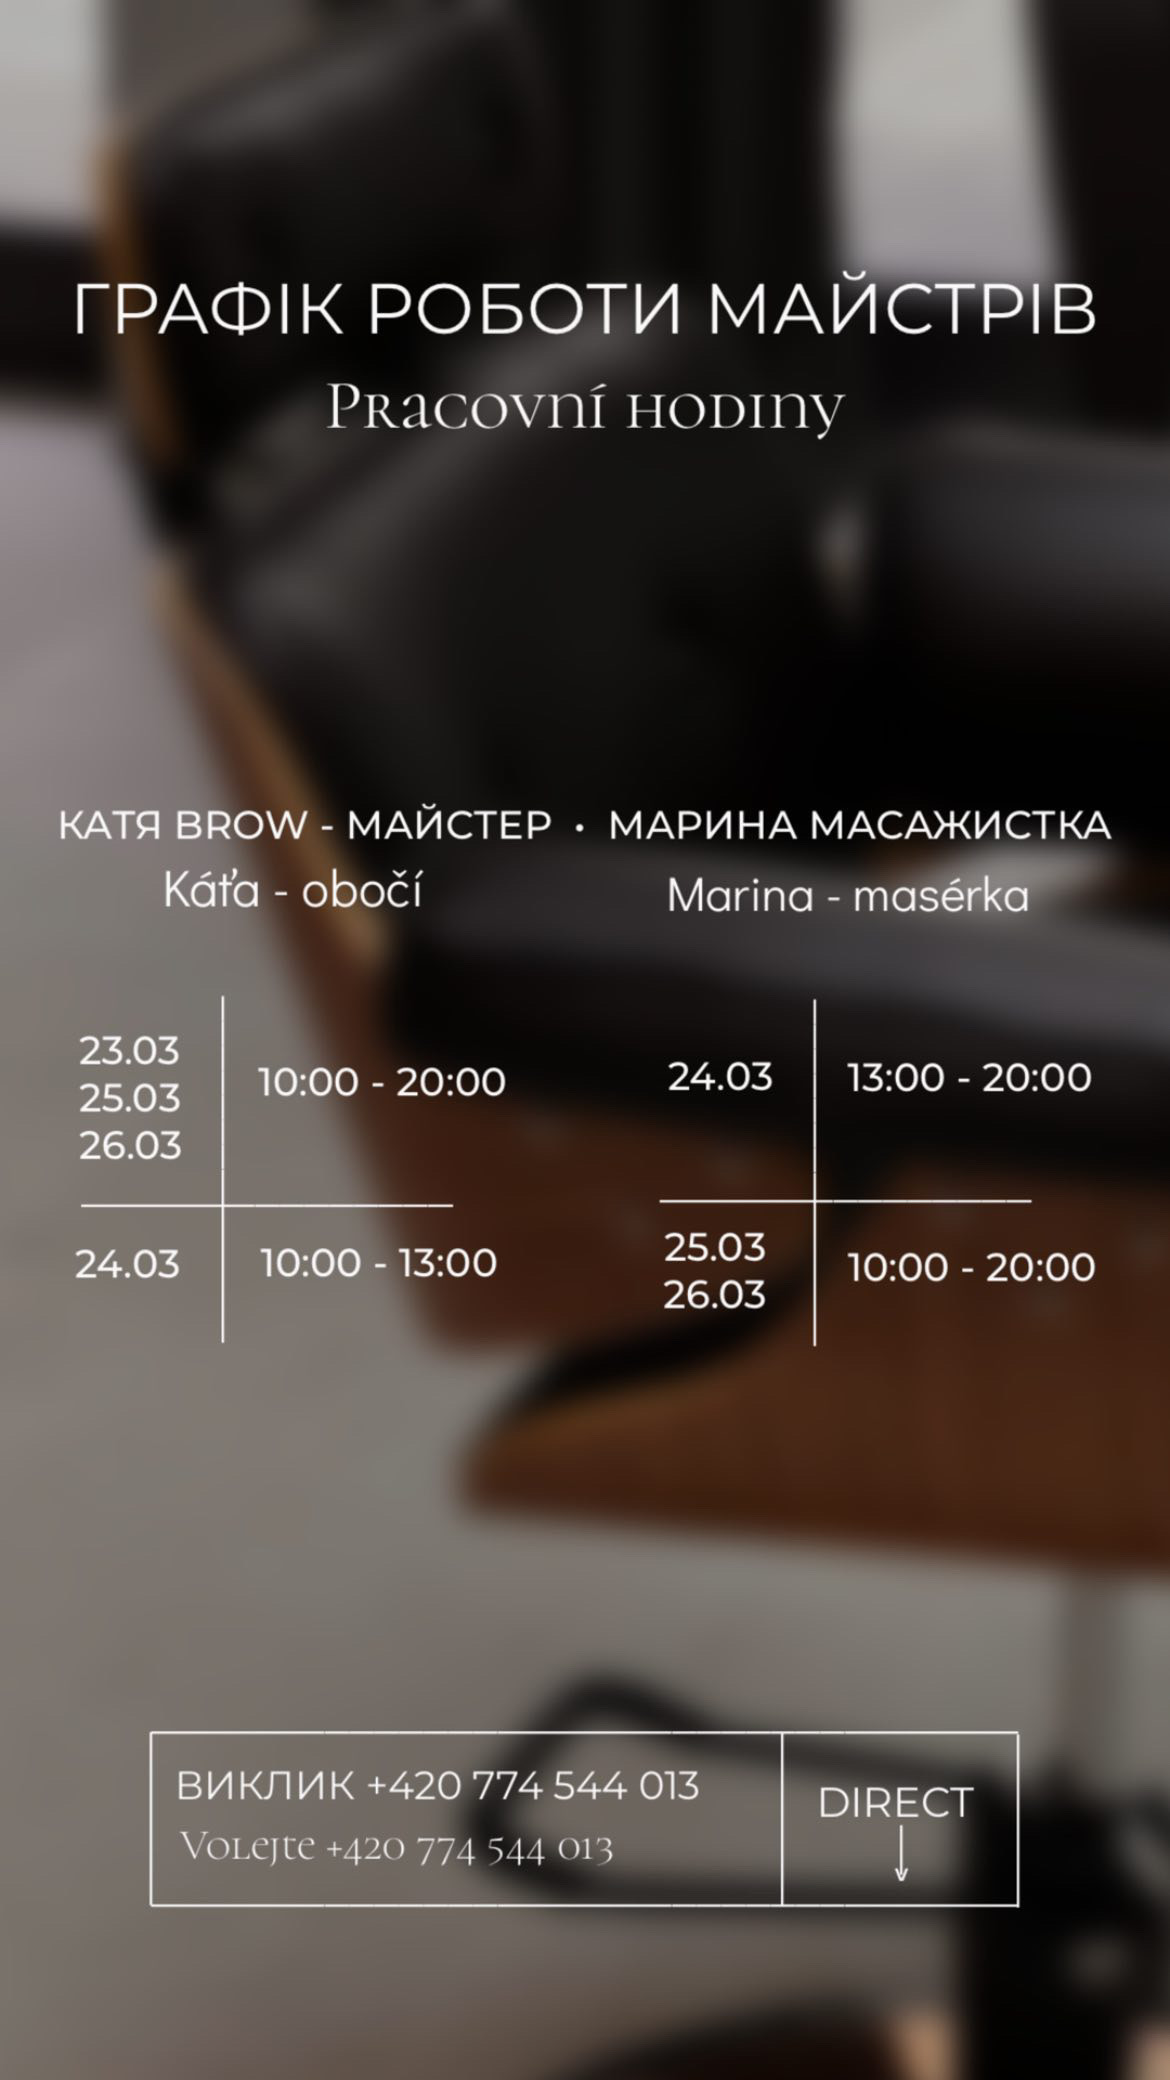 ГРАФІК РОБОТИ МАЙСТРІВ
Pracovní hodiny
КАТЯ BROW - МАЙСТЕР • МАРИНА МАСАЖИСТКА
Káťa - obočí
Marina - masérka
23.03
25.03
26.03
10:00 - 20:00
24.03
10:00 - 13:00
24.03
13:00 - 20:00
25.03
26.03
10:00 - 20:00
ВИКЛИК +420 774 544 013
Volejte +420 774 544 013
DIRECT